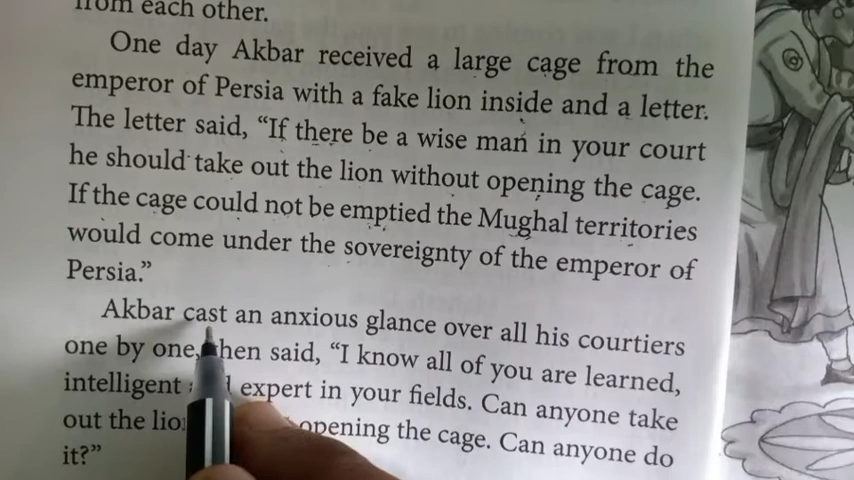 from each other.
One day Akbar received a large cage from the
emperor of Persia with a fake lion inside and a letter.
The letter said, “If there be a wise man in your court
he should take out the lion without opening the cage.
If the cage could not be emptied the Mughal territories
would come under the sovereignty of the emperor of
Persia.”
Akbar cast an anxious glance over all his courtiers
one by one, then said, “I know all of you are learned,
intelligent expert in your fields. Can anyone take
out the lion opening the cage. Can anyone do
it?”